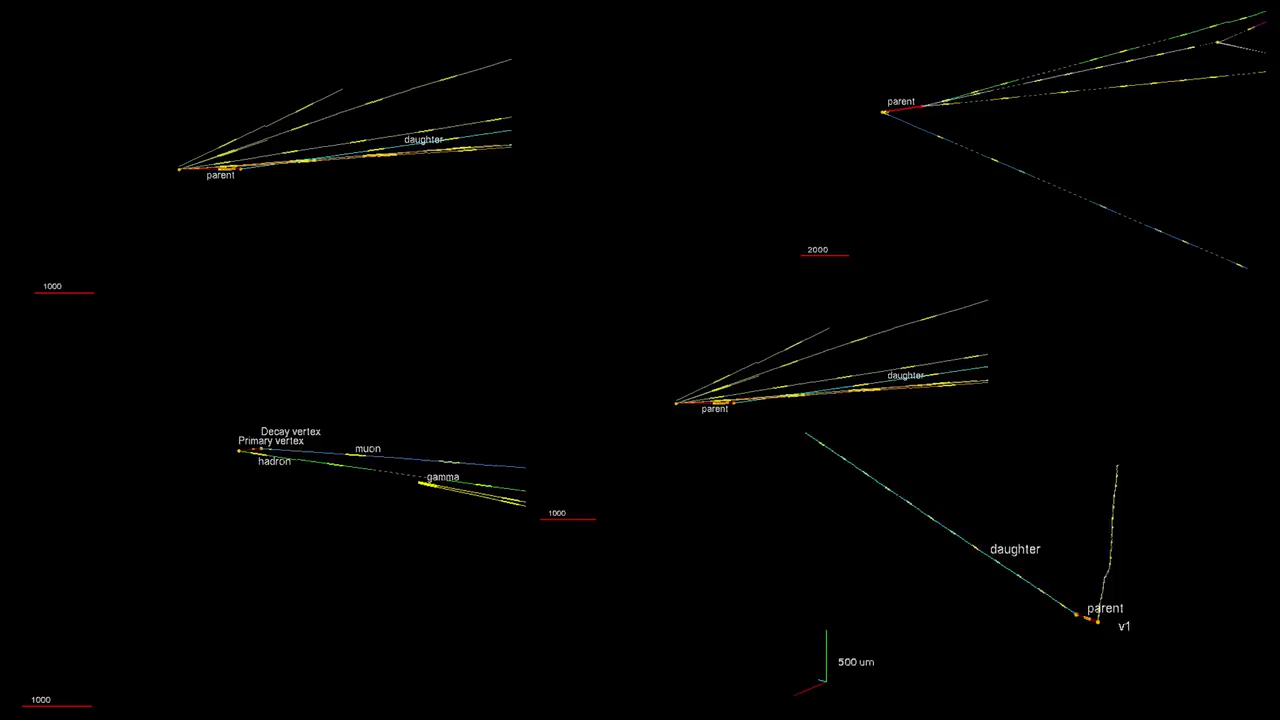 daughter
parent
1000
parent
2000
Decay vertex
Primary vertex
muon
hadron
gamma
1000
daughter
parent
1000
daughter
parent
v1
500 um